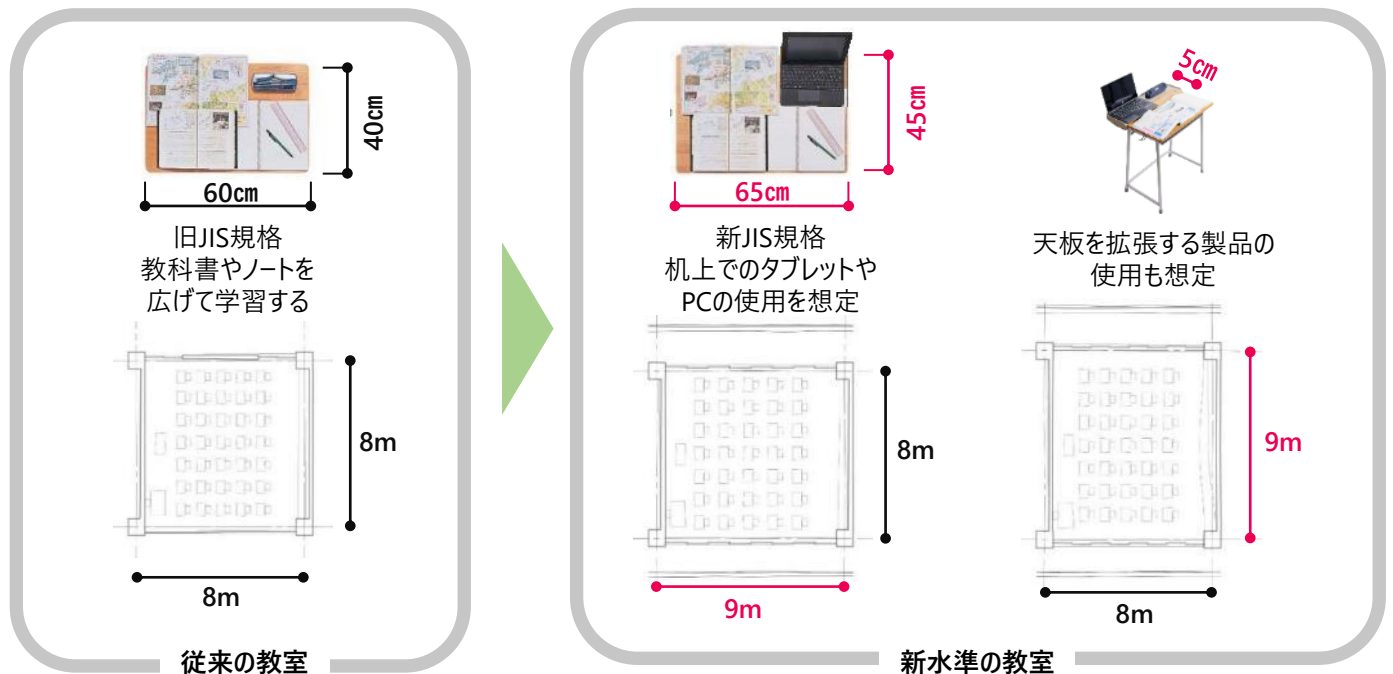 40cm
60cm
旧JIS規格
教科書やノートを
広げて学習する
8m
8m
従来の教室
45cm
65cm
新JIS規格
机上でのタブレットや
PCの使用を想定
8m
9m
5cm
天板を拡張する製品の
使用も想定
9m
8m
新水準の教室